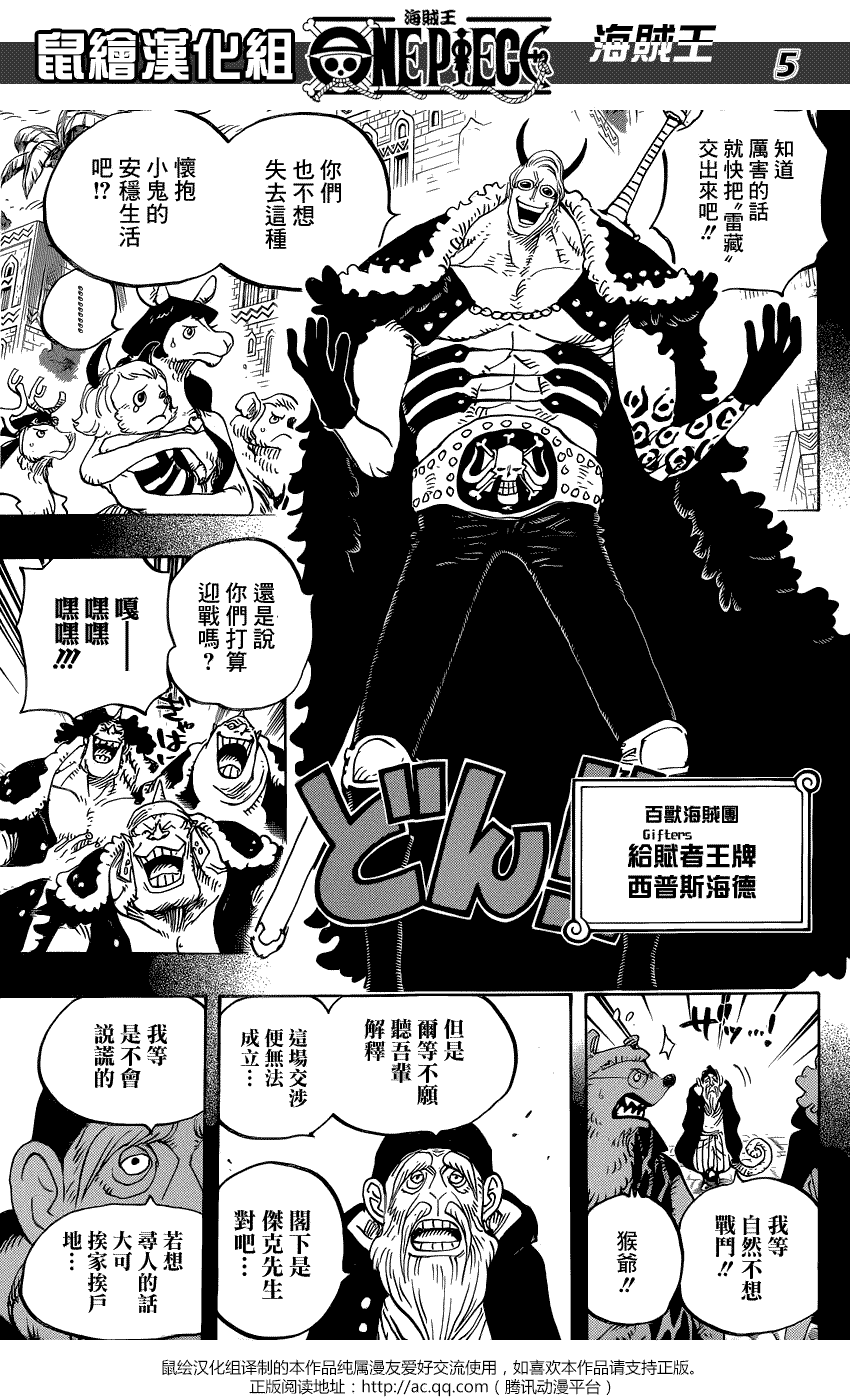 鼠繪漢化組
海賊王
ONE PIECE
海賊王
5
知道
厲害的話
就快把〝雷藏〞
交出來吧!!
你們
也不想
失去這種
懷抱
小鬼的
安穩生活
吧!?
………
還是說
你們打算
迎戰嗎?
嘎——
嘿嘿
嘿嘿!!!
ぎゃはは
どん!!
百獸海賊團
Gifters
給賦者王牌
西普斯海德
ザッ…!!
我等
自然不想
戰鬥!!
猴爺!!
但是
爾等不願
聽吾輩
解釋
這場交涉
便無法
成立…
閣下是
傑克先生
對吧…
我等
是不會
説謊的
若想
尋人的話
大可
挨家挨戶
地…
鼠绘汉化组译制的本作品纯属漫友爱好交流使用，如喜欢本作品请支持正版。
正版阅读地址：http://ac.qq.com（腾讯动漫平台）